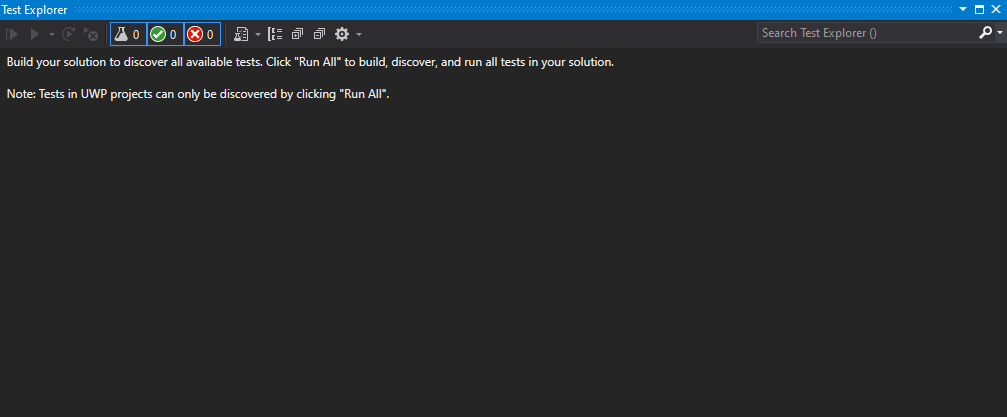 Test Explorer
0 0 0 Search Test Explorer ()
Build your solution to discover all available tests. Click "Run All" to build, discover, and run all tests in your solution.
Note: Tests in UWP projects can only be discovered by clicking "Run All".